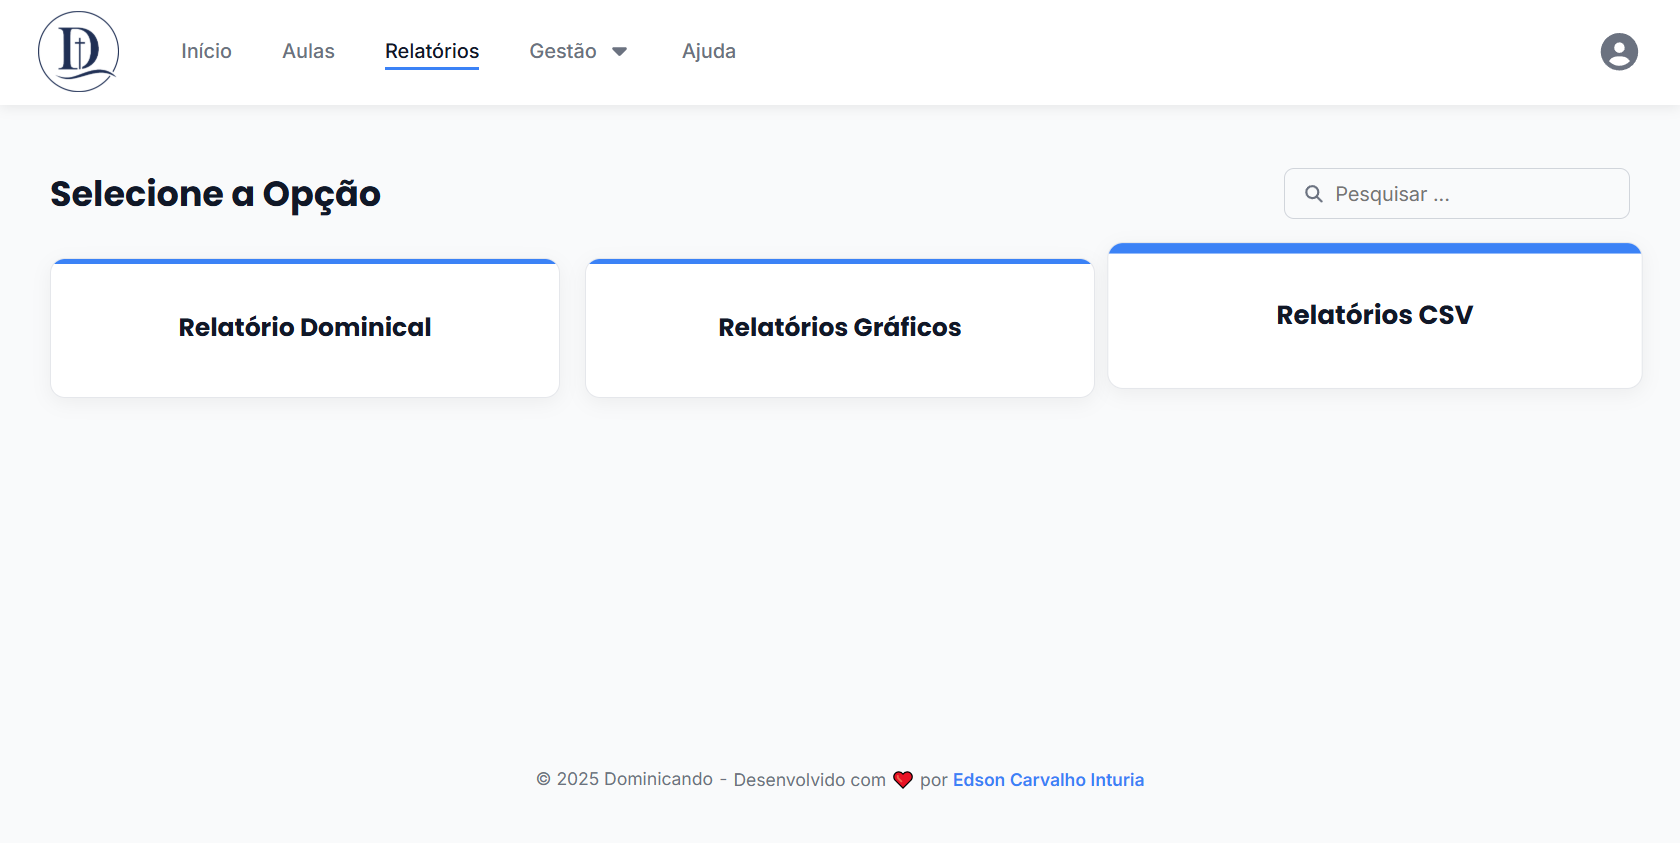 D
Início Aulas Relatórios Gestão Ajuda
Selecione a Opção
Pesquisar ...
Relatório Dominical
Relatórios Gráficos
Relatórios CSV
© 2025 Dominicando - Desenvolvido com ❤️ por Edson Carvalho Inturia